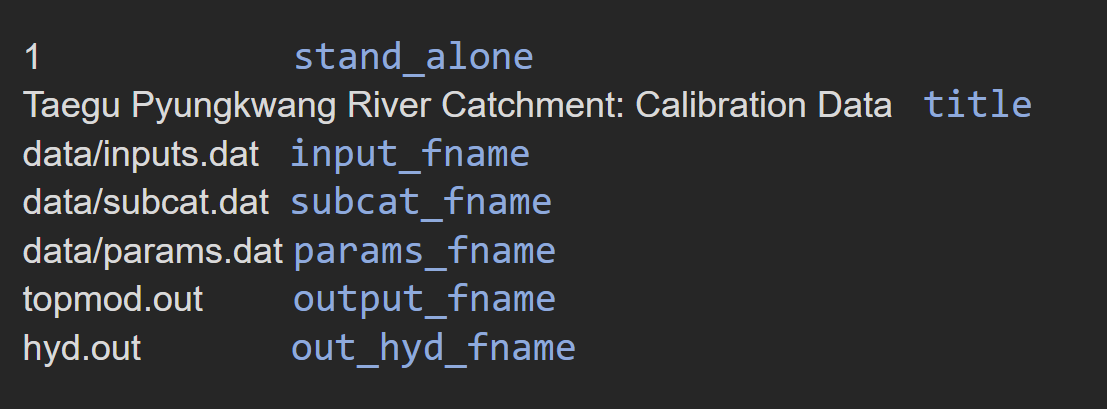 1 stand_alone
Taegu Pyungkwang River Catchment: Calibration Data title
data/inputs.dat input_fname
data/subcat.dat subcat_fname
data/params.dat params_fname
topmod.out output_fname
hyd.out out_hyd_fname